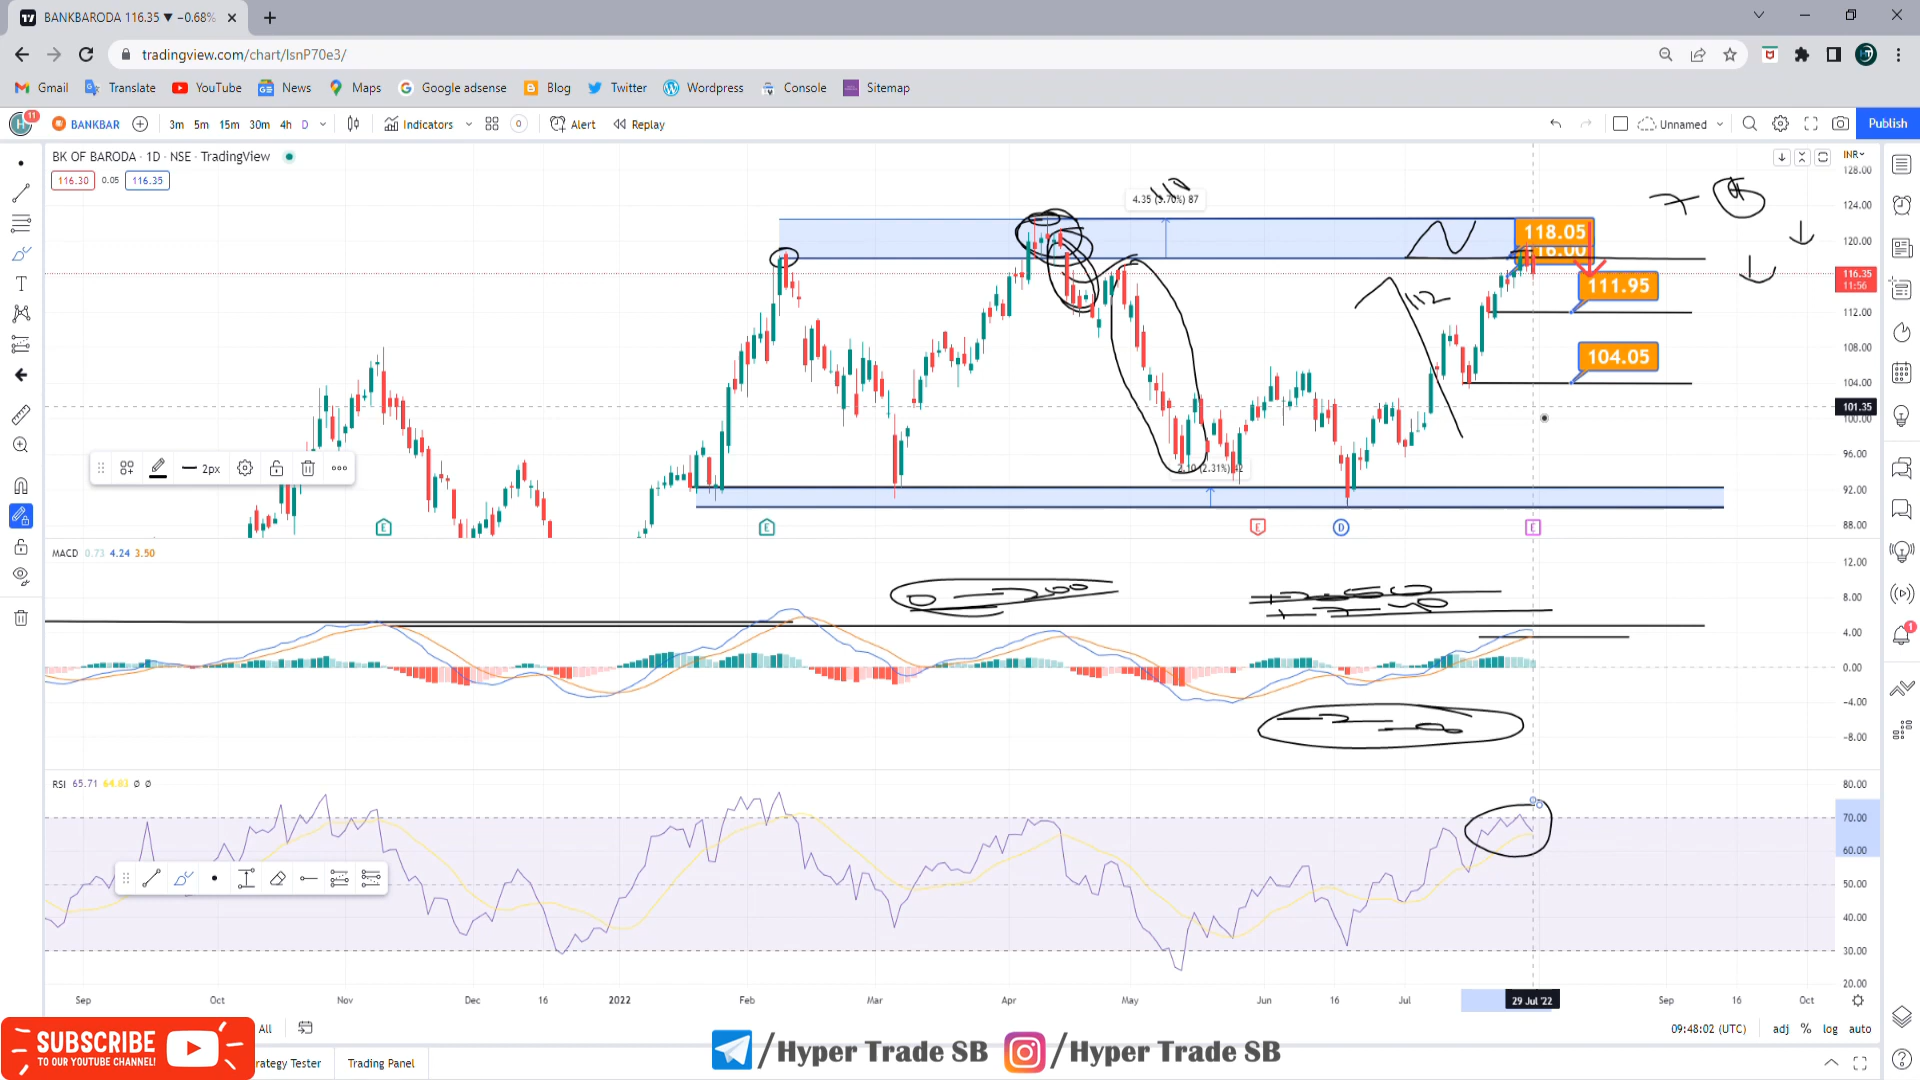 BANKBARODA 116.35 ▼ −0.68%
tradingview.com/chart/IsnP70e3/
Gmail Translate YouTube News Maps Google adsense Blog Twitter Wordpress Console Sitemap
11 BANKBAR 3m 5m 15m 30m 4h D Indicators Alert Replay Unnamed Publish
BK OF BARODA · 1D · NSE · TradingView
INR
116.30 0.05 116.35
128.00
124.00
120.00
116.35
11:56
112.00
108.00
104.00
101.35
100.00
96.00
92.00
88.00
118.05
111.95
104.05
112
2px
E E E D E
MACD 0.73 4.24 3.50
12.00
8.00
4.00
0.00
−4.00
−8.00
RSI 65.71 64.83 Ø Ø
80.00
70.00
60.00
50.00
40.00
30.00
20.00
Sep Oct Nov Dec 16 2022 Feb Mar Apr May Jun 16 Jul 29 Jul '22 Sep 16 Oct
SUBSCRIBE
TO OUR YOUTUBE CHANNEL!
All
09:48:02 (UTC) adj % log auto
Trading Panel
/Hyper Trade SB /Hyper Trade SB